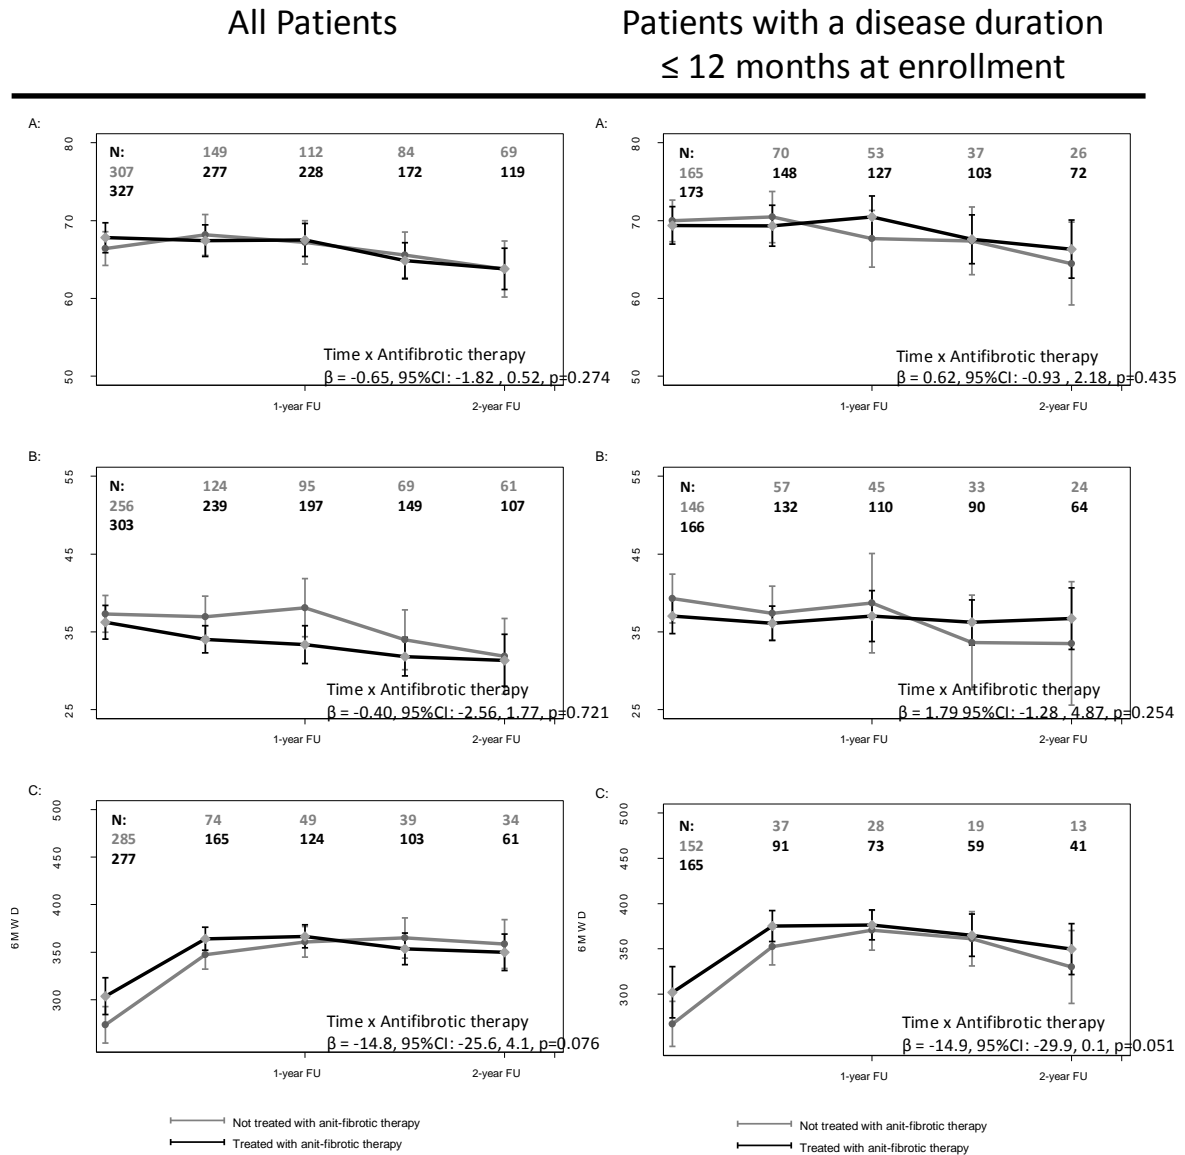 All Patients
Patients with a disease duration
≤ 12 months at enrollment
A:
80
70
60
50
N:
307
327
149
277
112
228
84
172
69
119
Time x Antifibrotic therapy
β = -0.65, 95%CI: -1.82 , 0.52, p=0.274
1-year FU
2-year FU
A:
80
70
60
50
N:
165
173
70
148
53
127
37
103
26
72
Time x Antifibrotic therapy
β = 0.62, 95%CI: -0.93 , 2.18, p=0.435
1-year FU
2-year FU
B:
55
45
35
25
N:
256
303
124
239
95
197
69
149
61
107
Time x Antifibrotic therapy
β = -0.40, 95%CI: -2.56, 1.77, p=0.721
1-year FU
2-year FU
B:
55
45
35
25
N:
146
166
57
132
45
110
33
90
24
64
Time x Antifibrotic therapy
β = 1.79 95%CI: -1.28 , 4.87, p=0.254
1-year FU
2-year FU
C:
500
450
400
350
300
6MWD
N:
285
277
74
165
49
124
39
103
34
61
Time x Antifibrotic therapy
β = -14.8, 95%CI: -25.6, 4.1, p=0.076
1-year FU
2-year FU
C:
500
450
400
350
300
6MWD
N:
152
165
37
91
28
73
19
59
13
41
Time x Antifibrotic therapy
β = -14.9, 95%CI: -29.9, 0.1, p=0.051
1-year FU
2-year FU
Not treated with anit-fibrotic therapy
Treated with anit-fibrotic therapy
Not treated with anit-fibrotic therapy
Treated with anit-fibrotic therapy